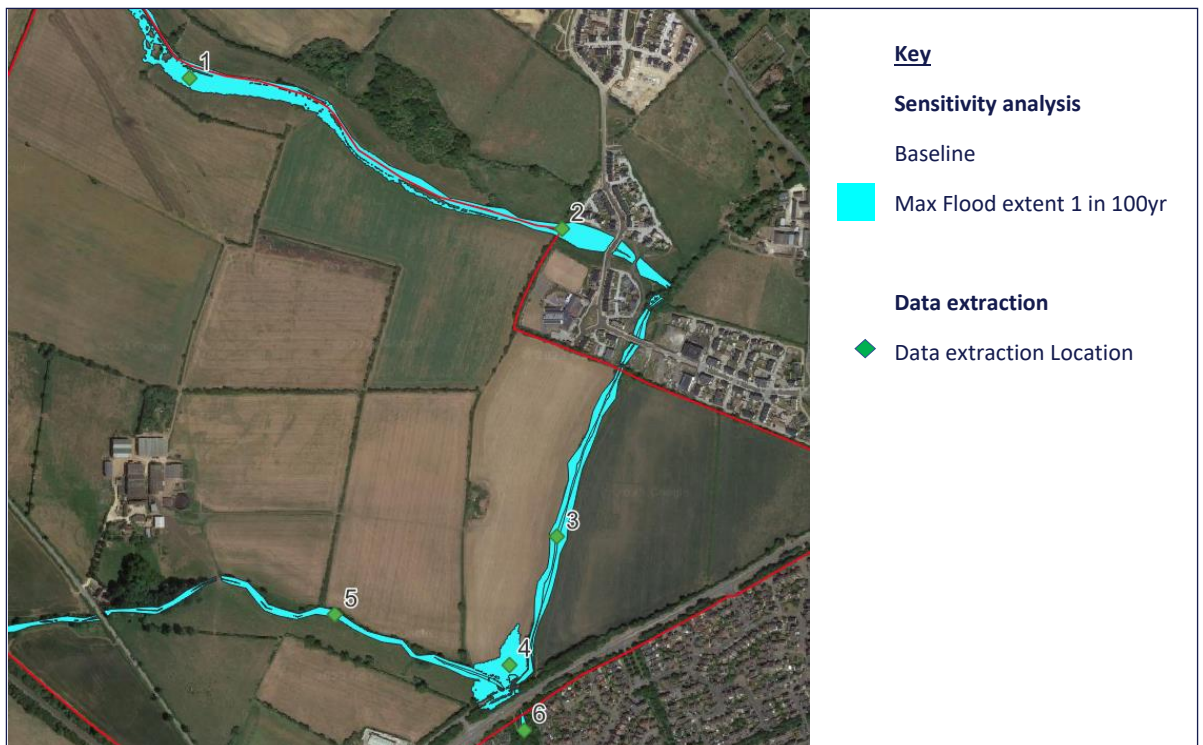 1
2
3
4
5
6
Key
Sensitivity analysis
Baseline
Max Flood extent 1 in 100yr
Data extraction
Data extraction Location